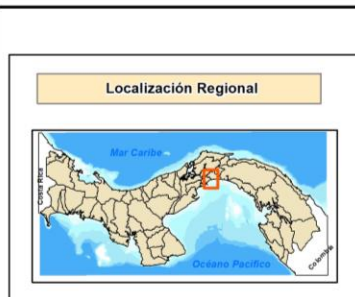 Localización Regional
Mar Caribe
Costa Rica
Colombia
Océano Pacífico